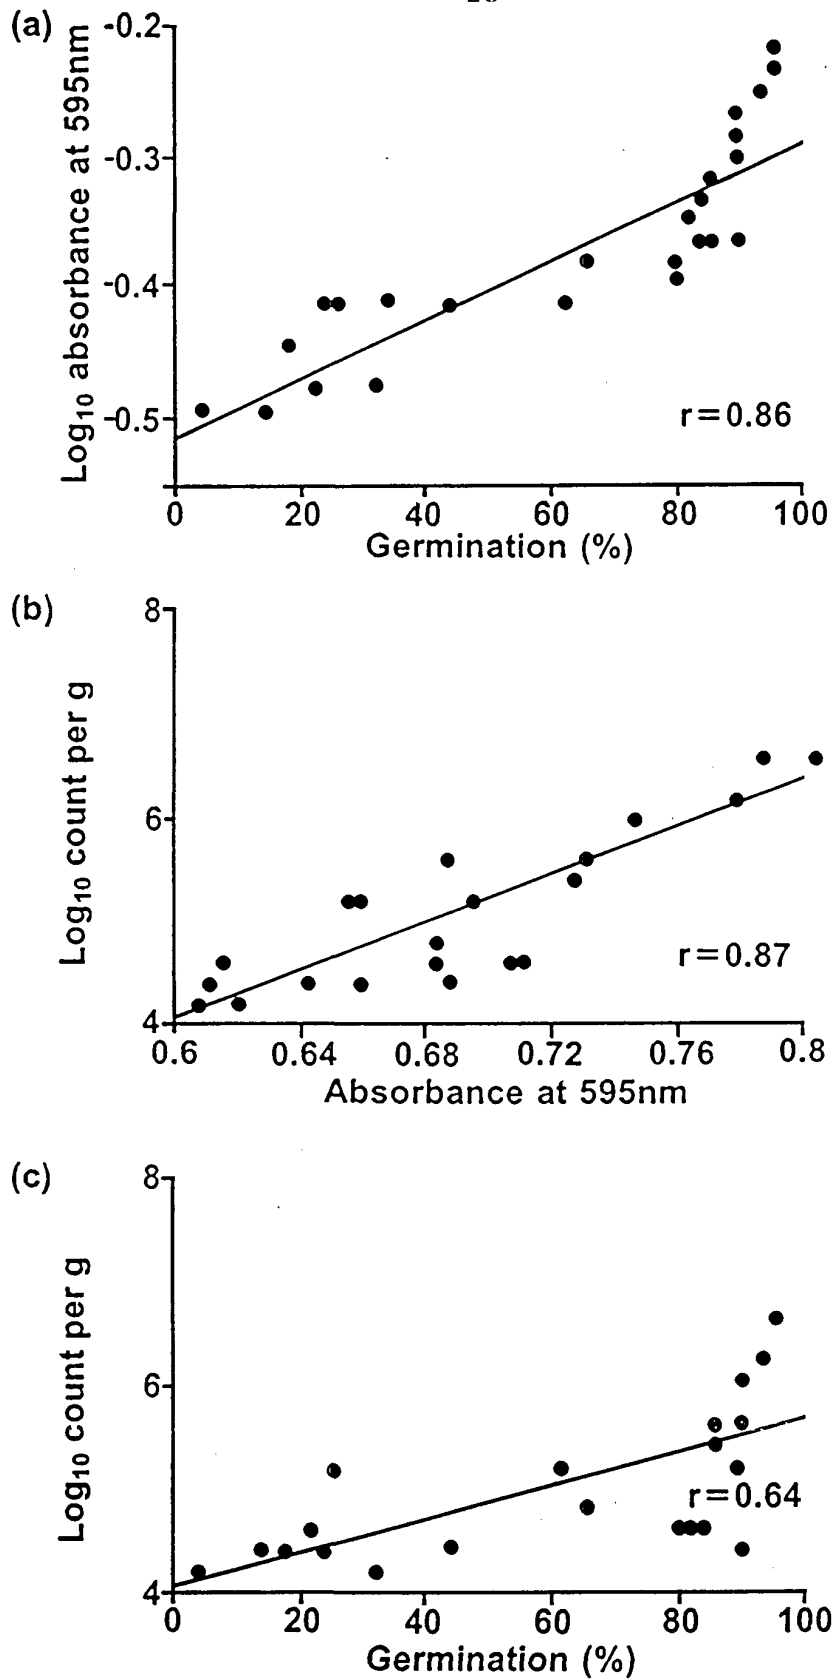 (a)
Log10 absorbance at 595nm
-0.2
-0.3
-0.4
-0.5
r=0.86
0 20 40 60 80 100
Germination (%)
(b)
Log10 count per g
8
6
4
r=0.87
0.6 0.64 0.68 0.72 0.76 0.8
Absorbance at 595nm
(c)
Log10 count per g
8
6
4
r=0.64
0 20 40 60 80 100
Germination (%)